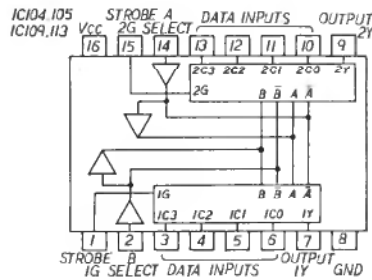 IC104,105
IC109,113
STROBE A
Vcc 2G SELECT DATA INPUTS OUTPUT
2Y
16 15 14 13 12 11 10 9
2C3 2C2 2C1 2C0 2Y
2G
B B̅ A A̅
B B̅ A A̅
1G
1C3 1C2 1C1 1C0 1Y
1 2 3 4 5 6 7 8
STROBE B OUTPUT GND
1G SELECT DATA INPUTS 1Y